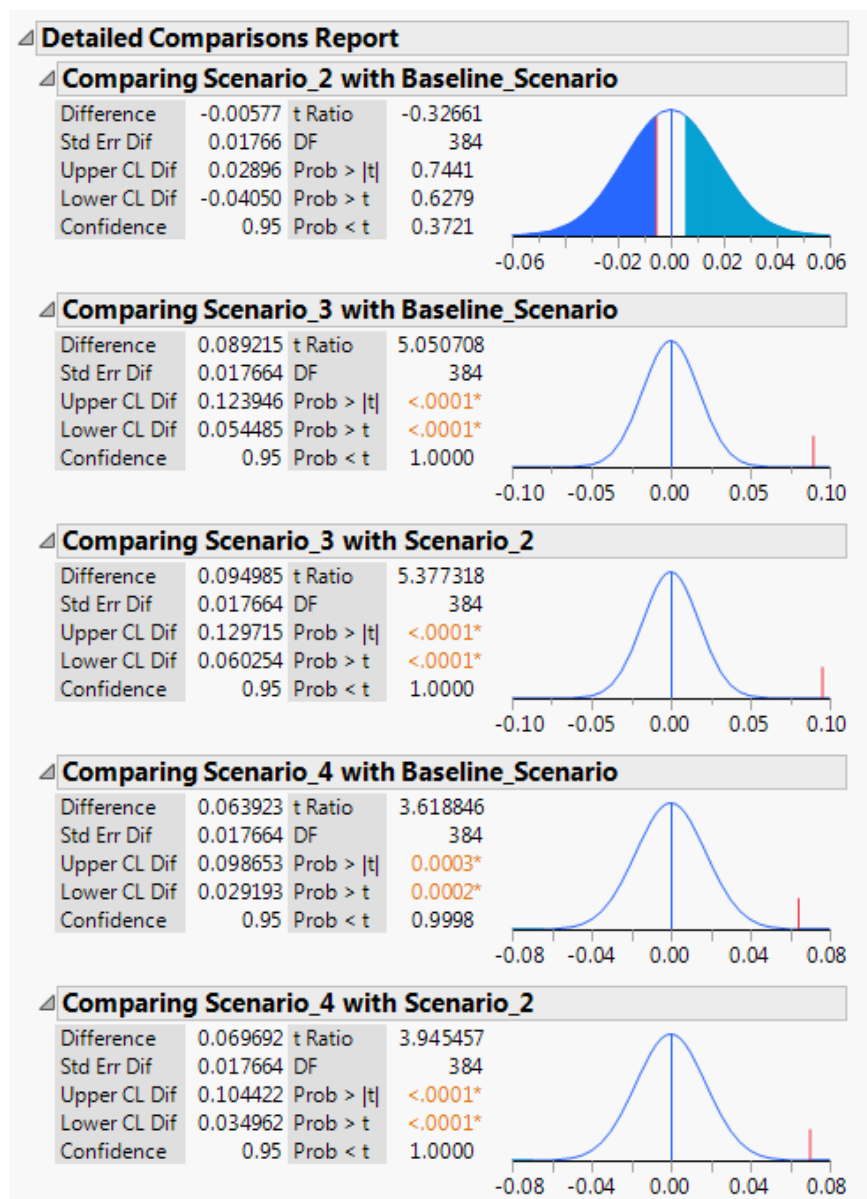 Detailed Comparisons Report
Comparing Scenario_2 with Baseline_Scenario
Difference -0.00577 t Ratio -0.32661
Std Err Dif 0.01766 DF 384
Upper CL Dif 0.02896 Prob > |t| 0.7441
Lower CL Dif -0.04050 Prob > t 0.6279
Confidence 0.95 Prob < t 0.3721
-0.06 -0.02 0.00 0.02 0.04 0.06
Comparing Scenario_3 with Baseline_Scenario
Difference 0.089215 t Ratio 5.050708
Std Err Dif 0.017664 DF 384
Upper CL Dif 0.123946 Prob > |t| <.0001*
Lower CL Dif 0.054485 Prob > t <.0001*
Confidence 0.95 Prob < t 1.0000
-0.10 -0.05 0.00 0.05 0.10
Comparing Scenario_3 with Scenario_2
Difference 0.094985 t Ratio 5.377318
Std Err Dif 0.017664 DF 384
Upper CL Dif 0.129715 Prob > |t| <.0001*
Lower CL Dif 0.060254 Prob > t <.0001*
Confidence 0.95 Prob < t 1.0000
-0.10 -0.05 0.00 0.05 0.10
Comparing Scenario_4 with Baseline_Scenario
Difference 0.063923 t Ratio 3.618846
Std Err Dif 0.017664 DF 384
Upper CL Dif 0.098653 Prob > |t| 0.0003*
Lower CL Dif 0.029193 Prob > t 0.0002*
Confidence 0.95 Prob < t 0.9998
-0.08 -0.04 0.00 0.04 0.08
Comparing Scenario_4 with Scenario_2
Difference 0.069692 t Ratio 3.945457
Std Err Dif 0.017664 DF 384
Upper CL Dif 0.104422 Prob > |t| <.0001*
Lower CL Dif 0.034962 Prob > t <.0001*
Confidence 0.95 Prob < t 1.0000
-0.08 -0.04 0.00 0.04 0.08